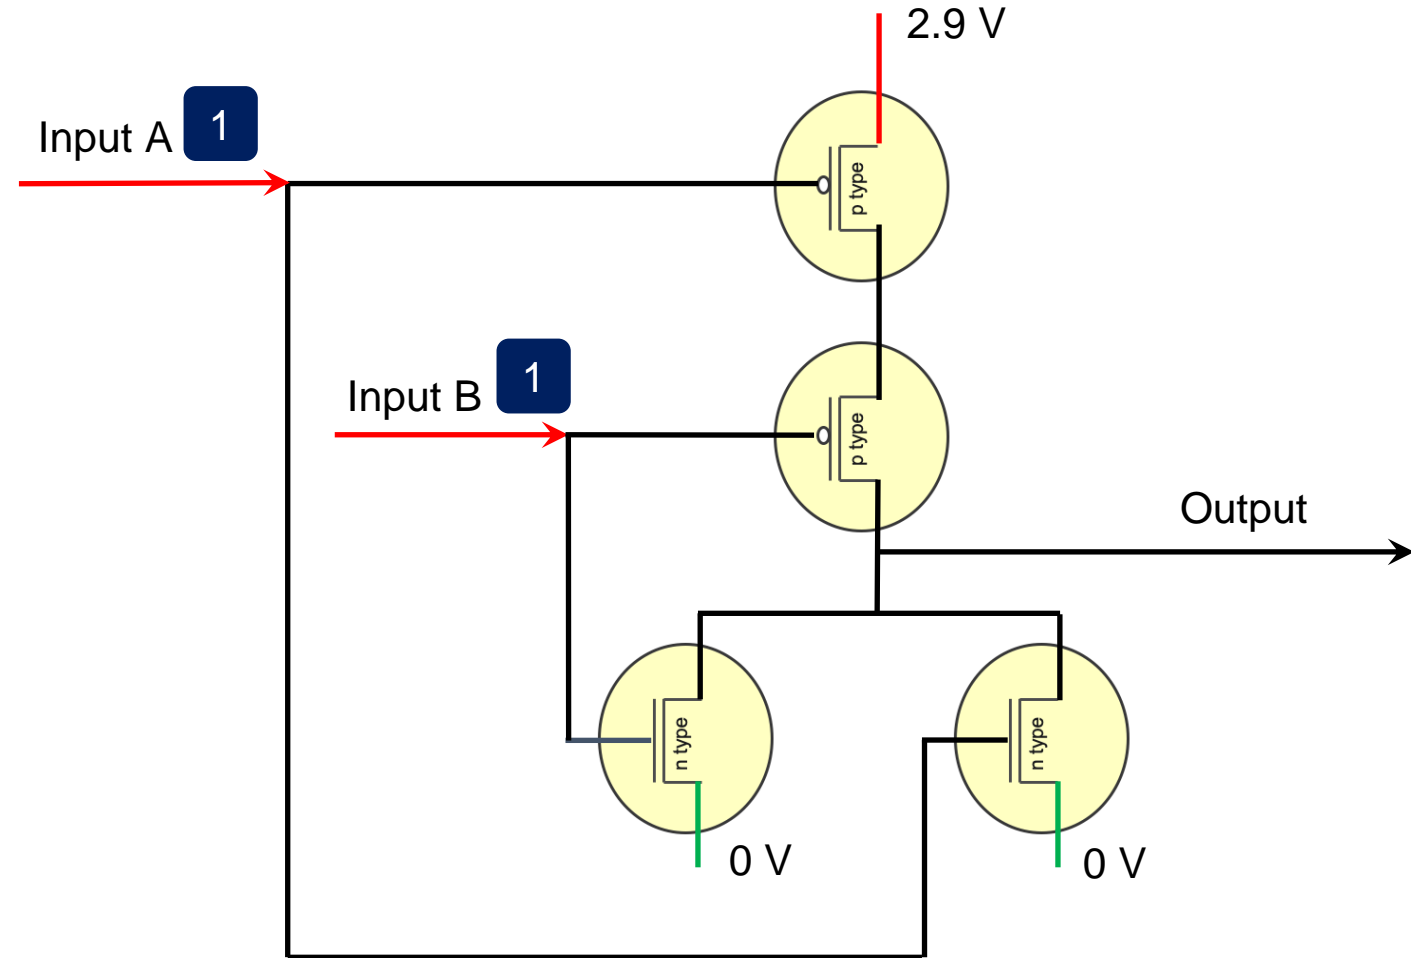 2.9 V
Input A
1
p type
Input B
1
p type
Output
n type
n type
0 V
0 V